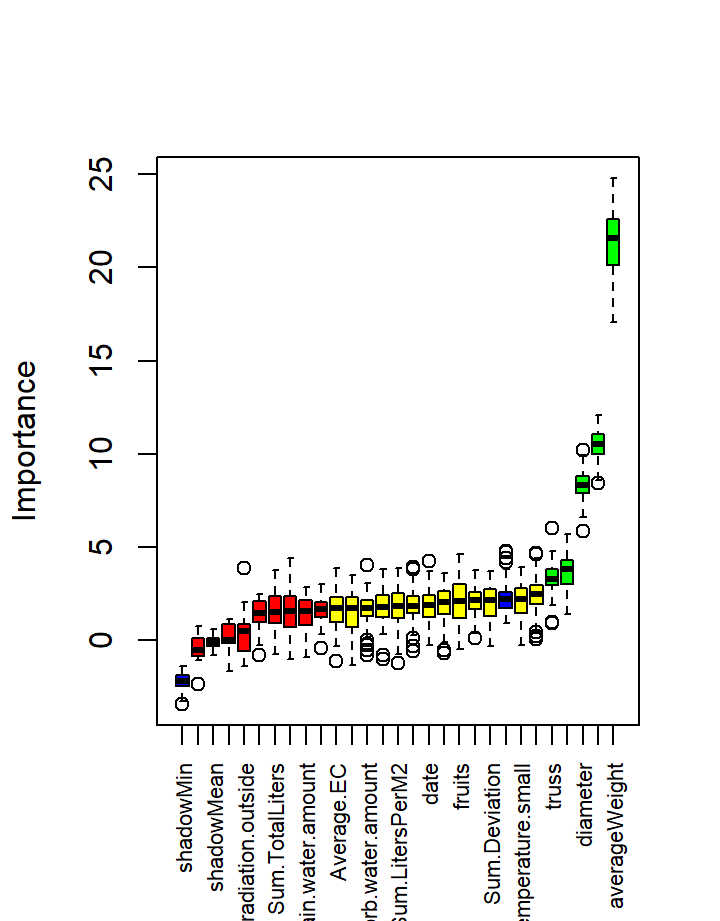 Importance
25
20
15
10
5
0
shadowMin
shadowMean
radiation.outside
Sum.TotalLiters
ain.water.amount
Average.EC
orb.water.amount
Sum.LitersPerM2
date
fruits
Sum.Deviation
emperature.small
truss
diameter
averageWeight